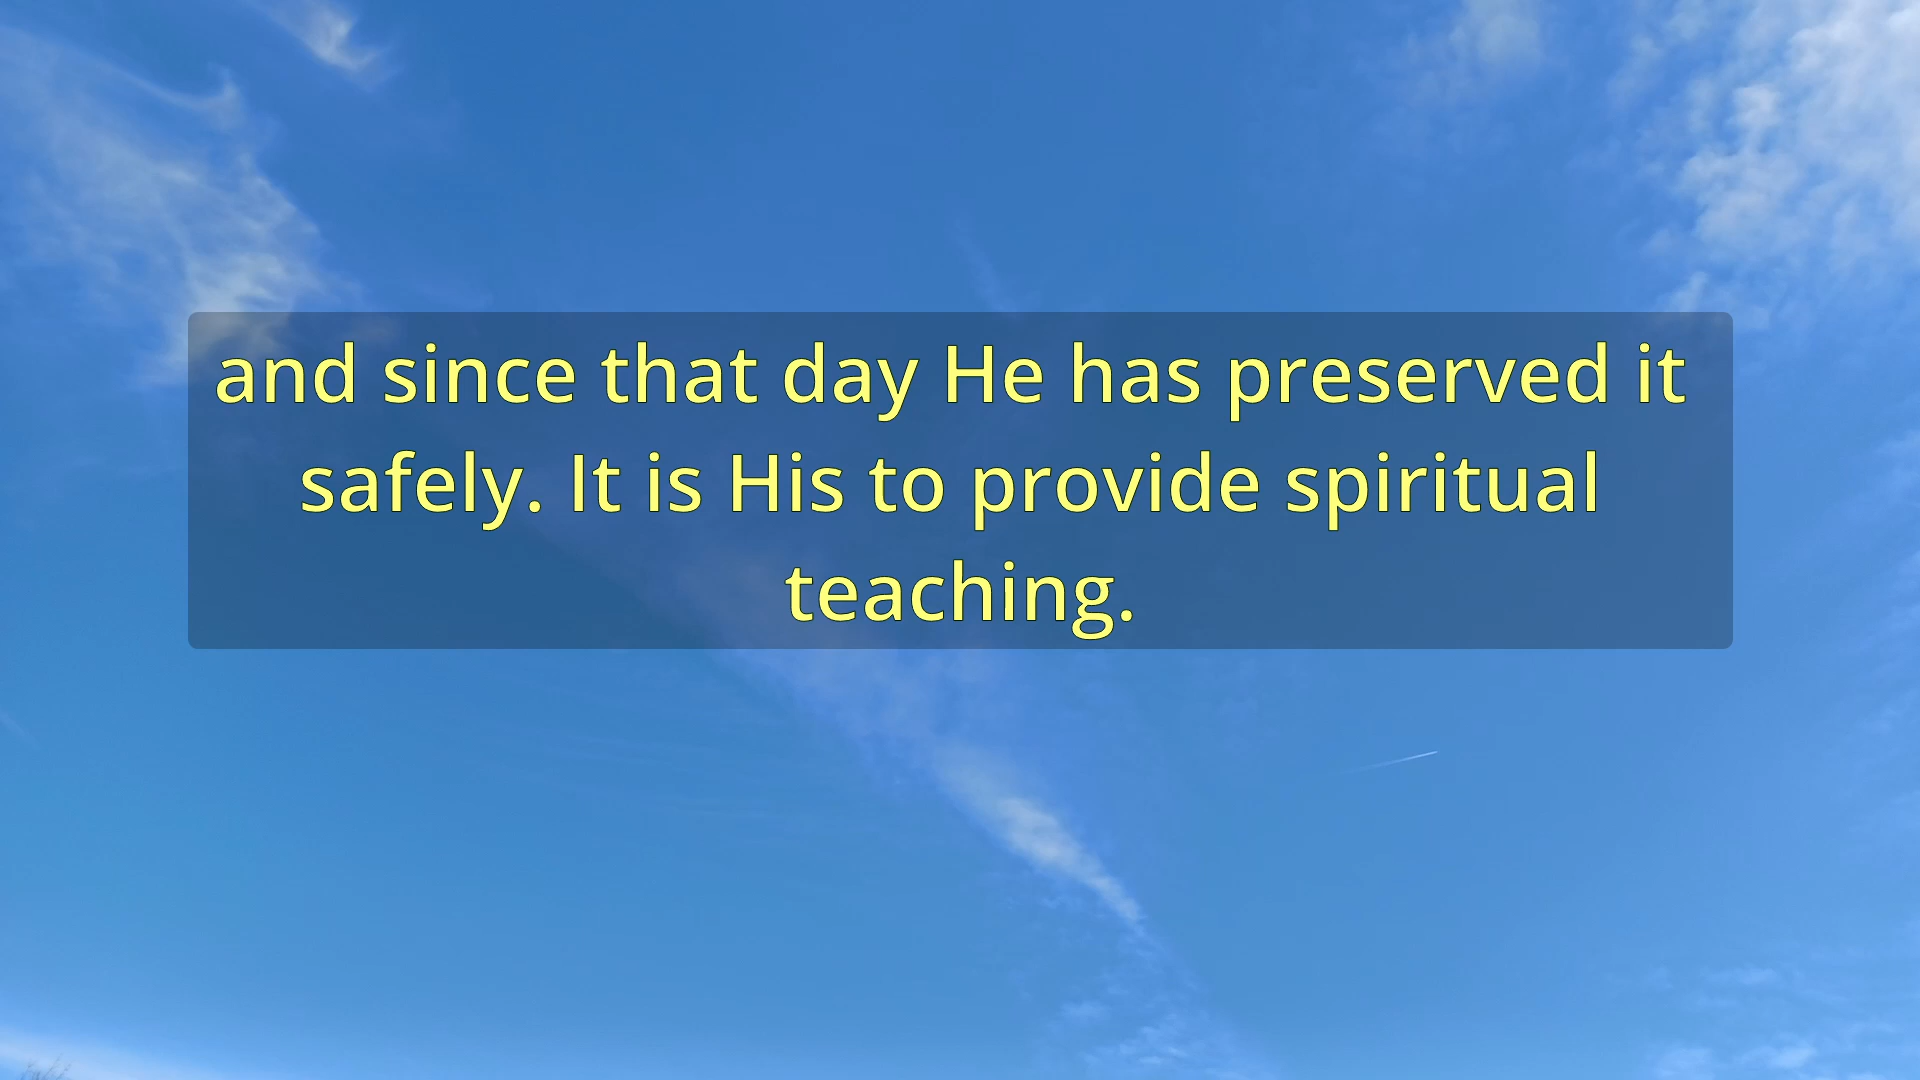 and since that day He has preserved it
safely. It is His to provide spiritual
teaching.